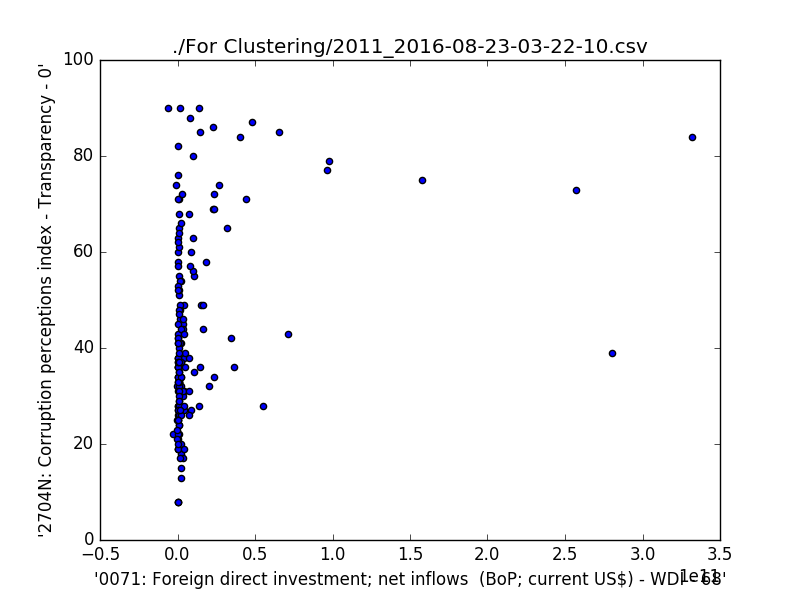 ./For Clustering/2011_2016-08-23-03-22-10.csv
100
80
60
40
20
0
'2704N: Corruption perceptions index - Transparency - 0'
−0.5 0.0 0.5 1.0 1.5 2.0 2.5 3.0 3.5
1e11
'0071: Foreign direct investment; net inflows (BoP; current US$) - WDI - 68'